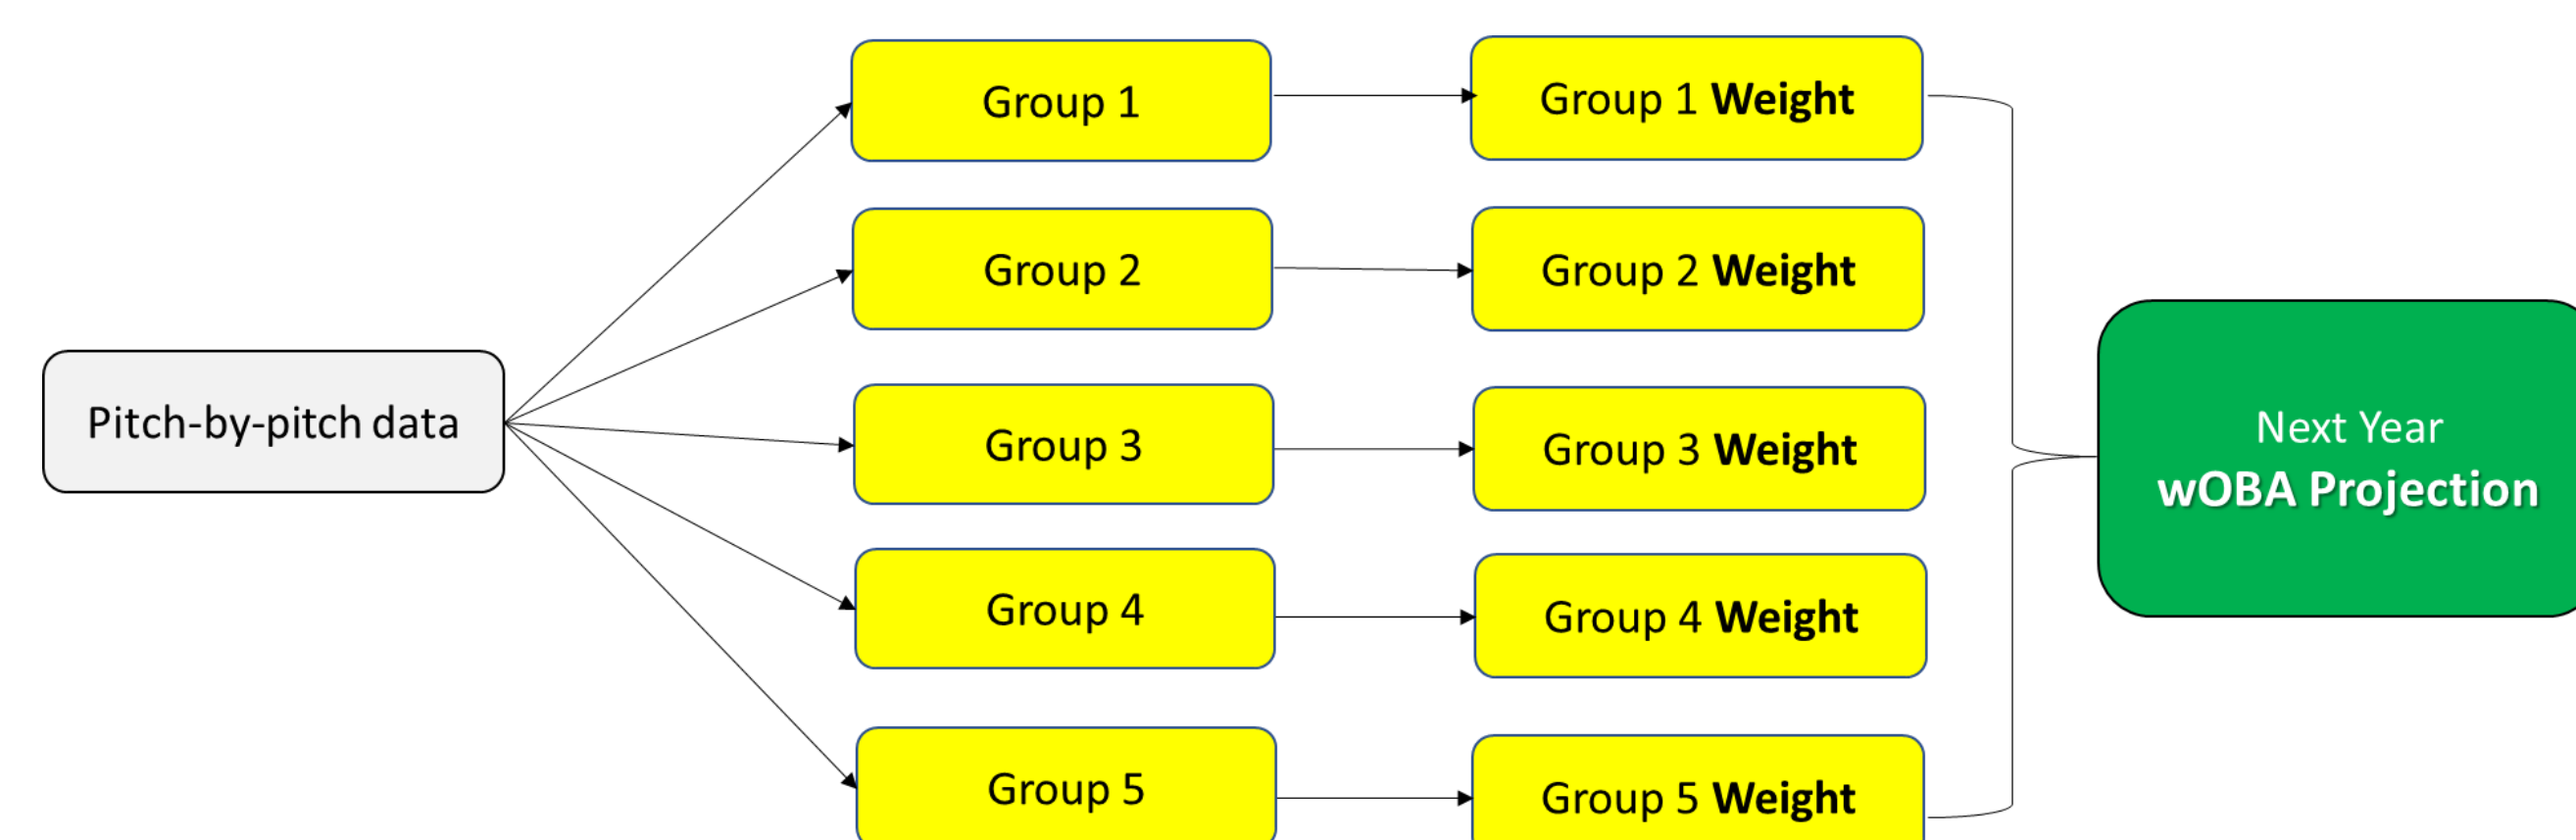 Pitch-by-pitch data
Group 1
Group 1 Weight
Group 2
Group 2 Weight
Group 3
Group 3 Weight
Group 4
Group 4 Weight
Group 5
Group 5 Weight
Next Year
wOBA Projection